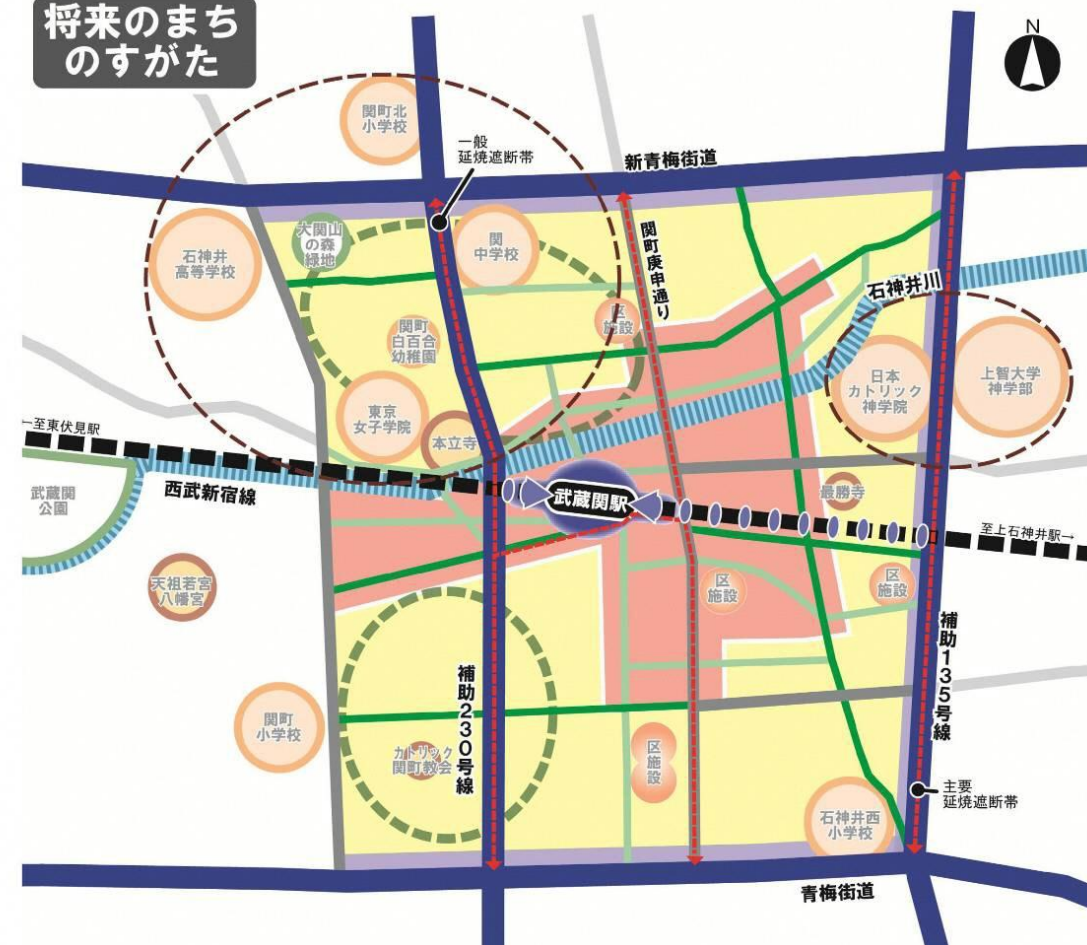 将来のまち
のすがた
N
関町北
小学校
一般
延焼遮断帯
新青梅街道
大関山
の森
緑地
関
中学校
石神井
高等学校
関町庚申通り
石神井川
区
施設
関町
白百合
幼稚園
日本
カトリック
神学院
上智大学
神学部
東京
女子学院
本立寺
←至東伏見駅
武蔵関
公園
西武新宿線
武蔵関駅
最勝寺
至上石神井駅→
天祖若宮
八幡宮
区
施設
区
施設
補助135号線
補助230号線
関町
小学校
カトリック
関町教会
区
施設
主要
延焼遮断帯
石神井西
小学校
青梅街道